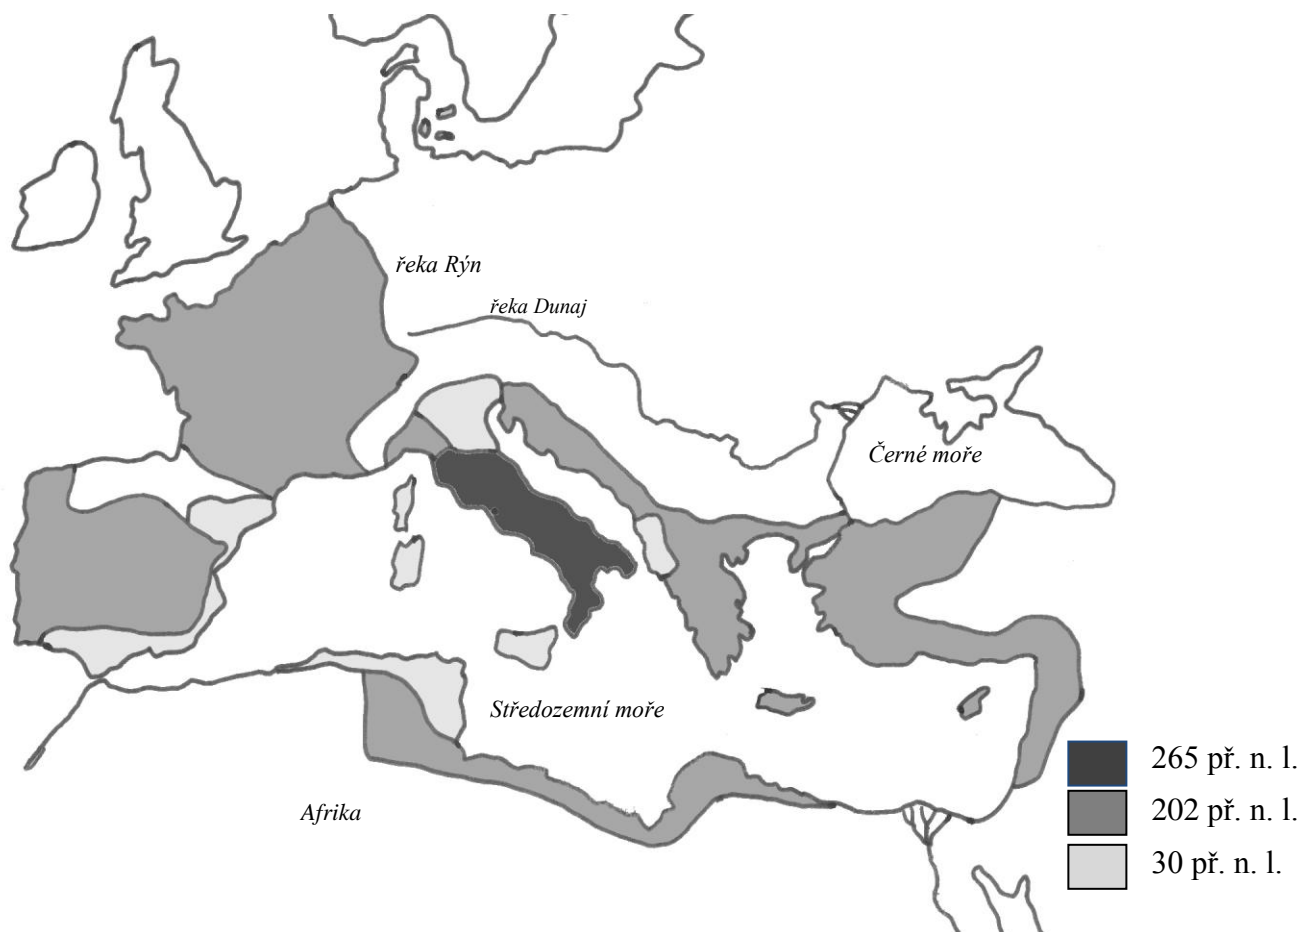 řeka Rýn
řeka Dunaj
Černé moře
Středozemní moře
Afrika
265 př. n. l.
202 př. n. l.
30 př. n. l.